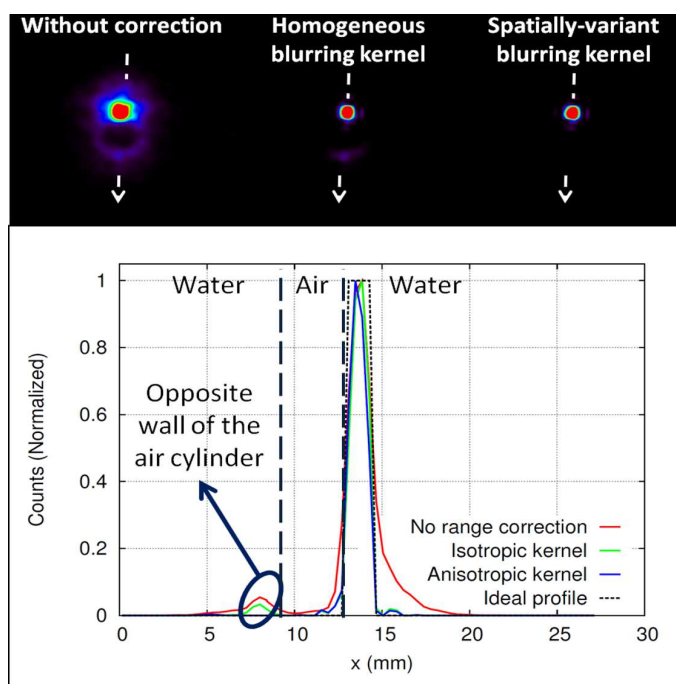 Without correction
Homogeneous
blurring kernel
Spatially-variant
blurring kernel
Water
Air
Water
Opposite
wall of the
air cylinder
Counts (Normalized)
1
0.8
0.6
0.4
0.2
0
No range correction
Isotropic kernel
Anisotropic kernel
Ideal profile
0 5 10 15 20 25 30
x (mm)